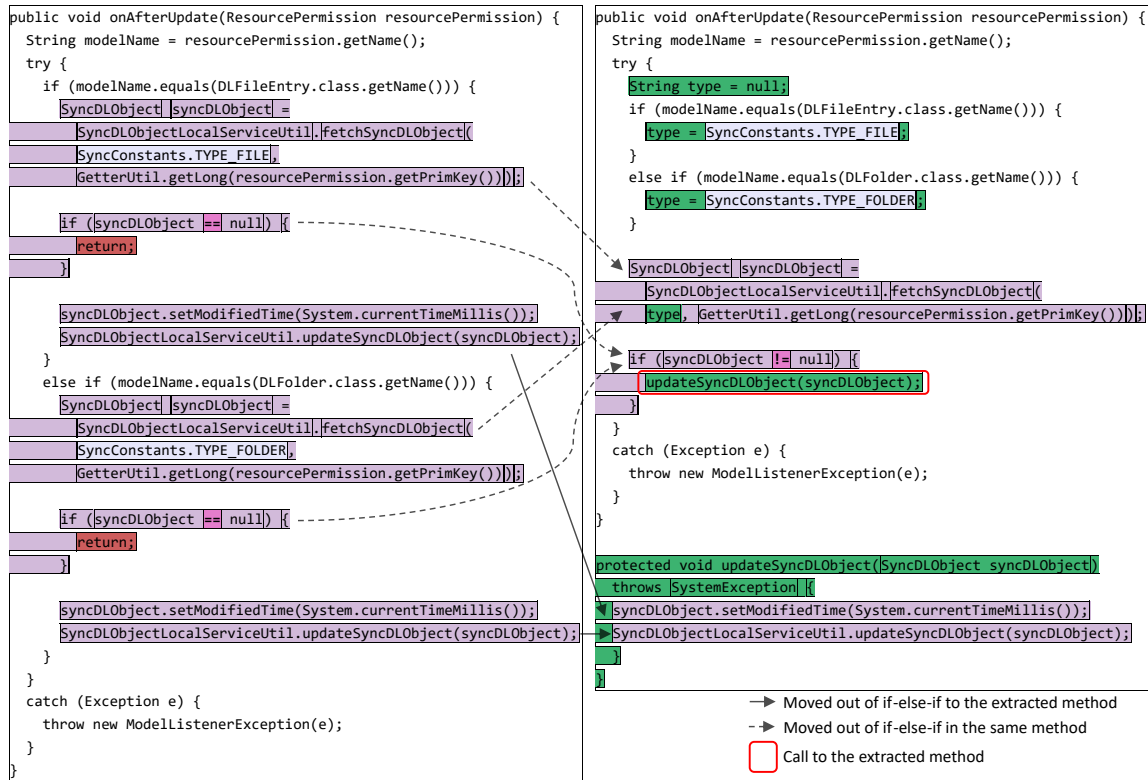 public void onAfterUpdate(ResourcePermission resourcePermission) {
  String modelName = resourcePermission.getName();
  try {
    if (modelName.equals(DLFileEntry.class.getName())) {
      SyncDLObject syncDLObject =
        SyncDLObjectLocalServiceUtil.fetchSyncDLObject(
        SyncConstants.TYPE_FILE,
        GetterUtil.getLong(resourcePermission.getPrimKey()));
      if (syncDLObject == null) {
        return;
      }
      syncDLObject.setModifiedTime(System.currentTimeMillis());
      SyncDLObjectLocalServiceUtil.updateSyncDLObject(syncDLObject);
    }
    else if (modelName.equals(DLFolder.class.getName())) {
      SyncDLObject syncDLObject =
        SyncDLObjectLocalServiceUtil.fetchSyncDLObject(
        SyncConstants.TYPE_FOLDER,
        GetterUtil.getLong(resourcePermission.getPrimKey()));
      if (syncDLObject == null) {
        return;
      }
      syncDLObject.setModifiedTime(System.currentTimeMillis());
      SyncDLObjectLocalServiceUtil.updateSyncDLObject(syncDLObject);
    }
  }
  catch (Exception e) {
    throw new ModelListenerException(e);
  }
}
public void onAfterUpdate(ResourcePermission resourcePermission) {
  String modelName = resourcePermission.getName();
  try {
    String type = null;
    if (modelName.equals(DLFileEntry.class.getName())) {
      type = SyncConstants.TYPE_FILE;
    }
    else if (modelName.equals(DLFolder.class.getName())) {
      type = SyncConstants.TYPE_FOLDER;
    }
    SyncDLObject syncDLObject =
      SyncDLObjectLocalServiceUtil.fetchSyncDLObject(
      type, GetterUtil.getLong(resourcePermission.getPrimKey()));
    if (syncDLObject != null) {
      updateSyncDLObject(syncDLObject);
    }
  }
  catch (Exception e) {
    throw new ModelListenerException(e);
  }
}
protected void updateSyncDLObject(SyncDLObject syncDLObject)
  throws SystemException {
  syncDLObject.setModifiedTime(System.currentTimeMillis());
  SyncDLObjectLocalServiceUtil.updateSyncDLObject(syncDLObject);
  }
}
Moved out of if-else-if to the extracted method
Moved out of if-else-if in the same method
Call to the extracted method